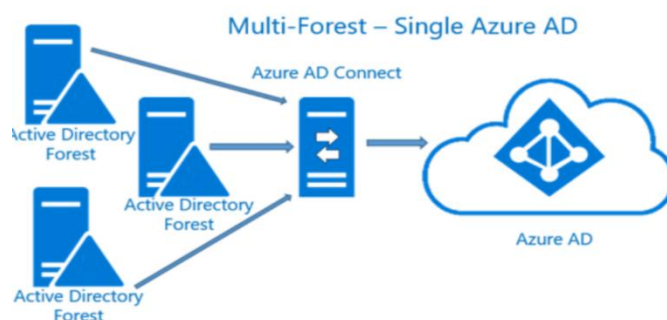 Multi-Forest – Single Azure AD
Azure AD Connect
Active Directory
Forest
Active Directory
Forest
Active Directory
Forest
Azure AD